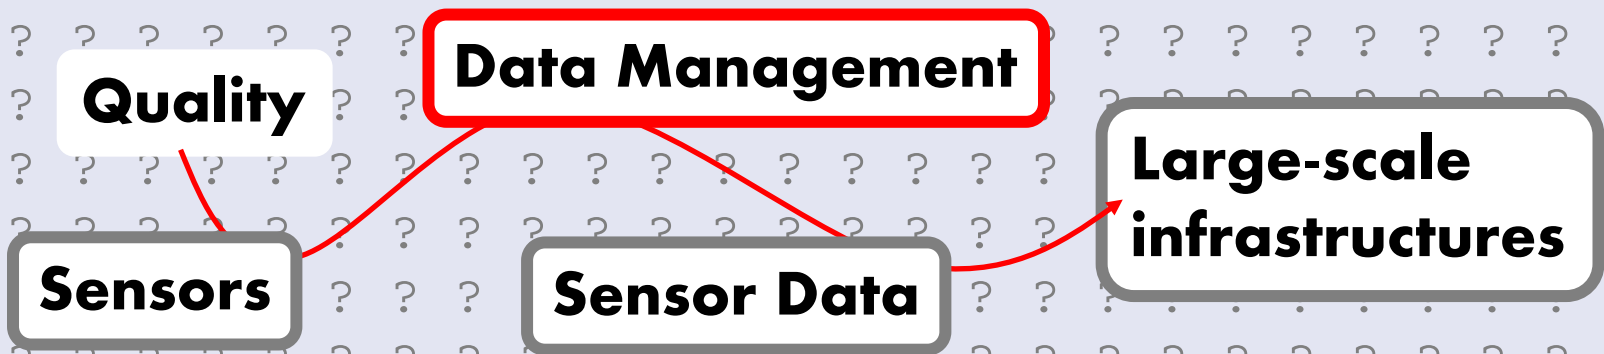 Quality
Data Management
Large-scale
infrastructures
Sensors
Sensor Data